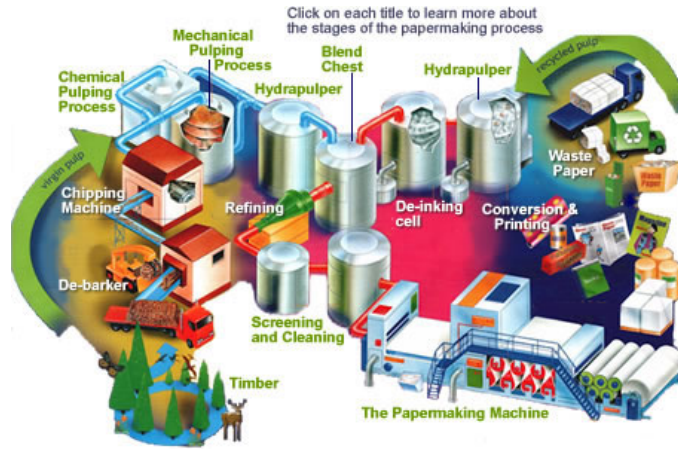 Click on each title to learn more about
the stages of the papermaking process
Mechanical
Pulping
Process
Blend
Chest
Chemical
Pulping
Process
Hydrapulper
Hydrapulper
recycled pulp
virgin pulp
Waste
Paper
Waste
Paper
Chipping
Machine
Refining
De-inking
cell
Conversion &
Printing
De-barker
Screening
and Cleaning
Timber
The Papermaking Machine